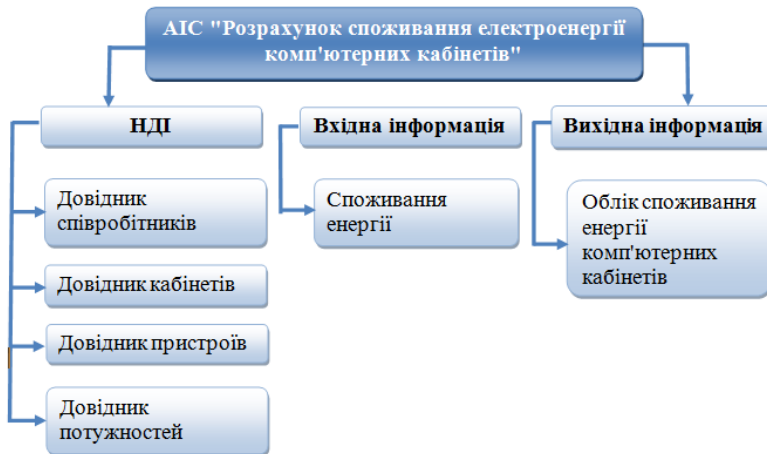 АІС "Розрахунок споживання електроенергії
комп'ютерних кабінетів"
НДІ
Вхідна інформація
Вихідна інформація
Довідник
співробітників
Довідник кабінетів
Довідник пристроїв
Довідник
потужностей
Споживання
енергії
Облік споживання
енергії
комп'ютерних
кабінетів